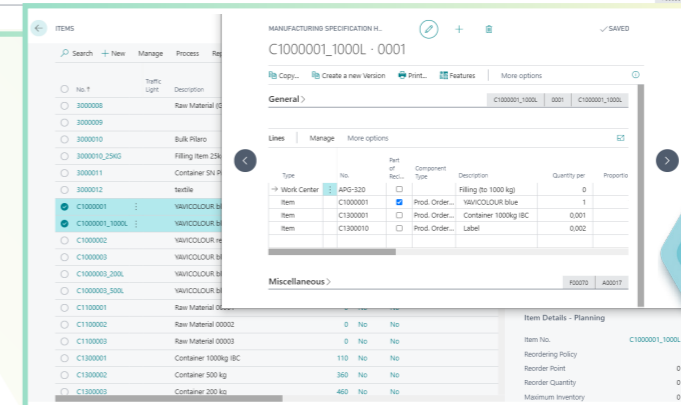 ITEMS
Search + New Manage Process
No.↑ Traffic Light Description
3000008 Raw Material
3000009
3000010 Bulk Pilaro
3000010_25KG Filling Item
3000011 Container SN
3000012 textile
C1000001 YAVICOLOUR
C1000001_1000L YAVICOLOUR
C1000002 YAVICOLOUR
C1000003 YAVICOLOUR
C1000003_200L YAVICOLOUR
C1000003_500L YAVICOLOUR
C1100001 Raw Material
C1100002 Raw Material 00002 0 No No
C1100003 Raw Material 00003 0 No No
C1300001 Container 1000kg IBC 110 No No
C1300002 Container 500 kg 360 No No
C1300003 Container 200 kg 460 No No
MANUFACTURING SPECIFICATION H..
SAVED
C1000001_1000L · 0001
Copy... Create a new Version Print... Features More options
General > C1000001_1000L 0001 C1000001_1000L
Lines Manage More options
Type No. Part of Reci... Component Type Description Quantity per Proportio
→ Work Center APG-320 Filling (to 1000 kg) 0
Item C1000001 Prod. Order... YAVICOLOUR blue 1
Item C1300001 Prod. Order... Container 1000kg IBC 0,001
Item C1300010 Prod. Order... Label 0,002
Miscellaneous > F00070 A00017
Item Details - Planning
Item No. C1000001_1000L
Reordering Policy
Reorder Point 0
Reorder Quantity 0
Maximum Inventory 0